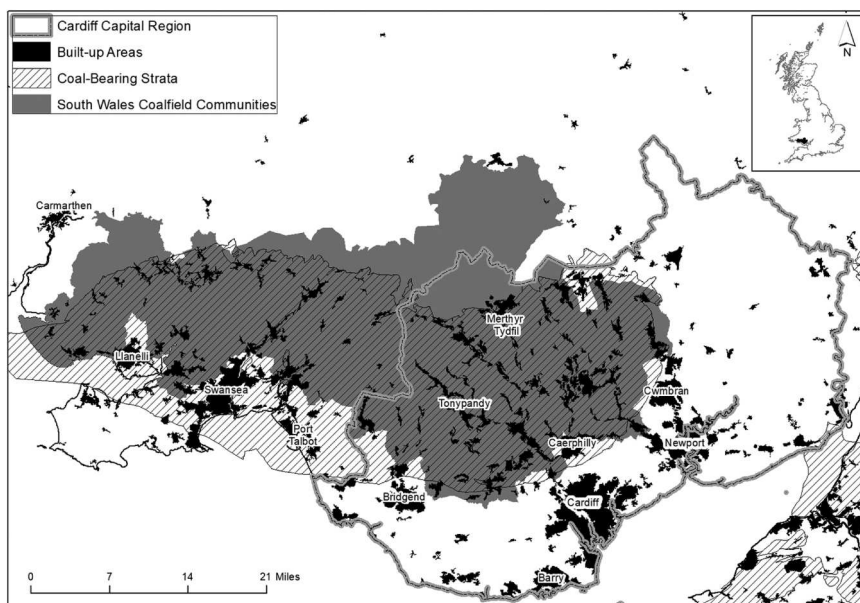 Cardiff Capital Region
Built-up Areas
Coal-Bearing Strata
South Wales Coalfield Communities
N
Carmarthen
Merthyr
Tydfil
Llanelli
Swansea
Tonypandy
Cwmbran
Port
Talbot
Caerphilly
Newport
Bridgend
Cardiff
Barry
0 7 14 21 Miles